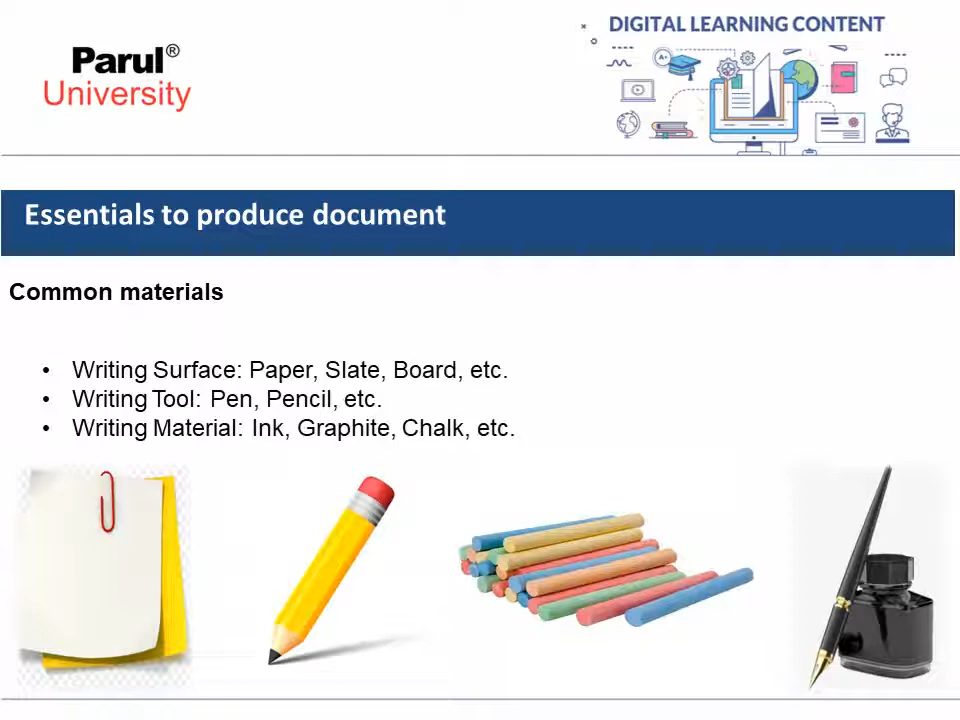 Parul®
University
DIGITAL LEARNING CONTENT
A+
Essentials to produce document
Common materials
• Writing Surface: Paper, Slate, Board, etc.
• Writing Tool: Pen, Pencil, etc.
• Writing Material: Ink, Graphite, Chalk, etc.